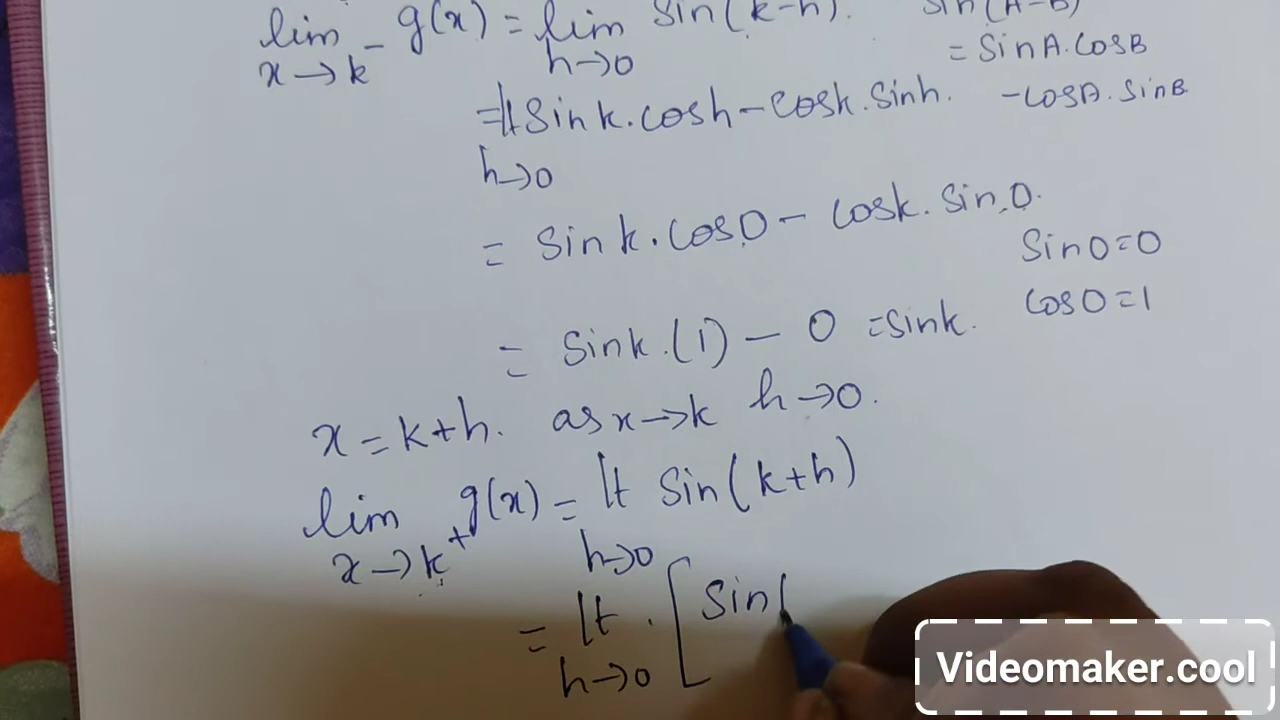 lim x→k⁻ g(x) = lim h→0 Sin(k-h). Sin(A-B)
= SinA.CosB
= lt h→0 Sink.cosh - Cosk.Sinh. - CosA.SinB
= Sink.Cos0 - Cosk.Sin0.
Sin0=0
= Sink.(1) - 0 = Sink. Cos0=1
x = k+h. as x→k h→0.
lim x→k⁺ g(x) = lt h→0 Sin(k+h)
= lt h→0 . [Sin(
Videomaker.cool